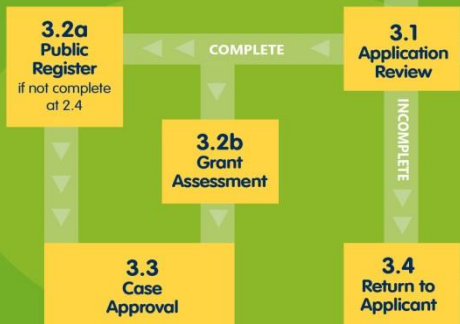 3.2a
Public
Register
if not complete
at 2.4
COMPLETE
3.1
Application
Review
INCOMPLETE
3.2b
Grant
Assessment
3.3
Case
Approval
3.4
Return to
Applicant